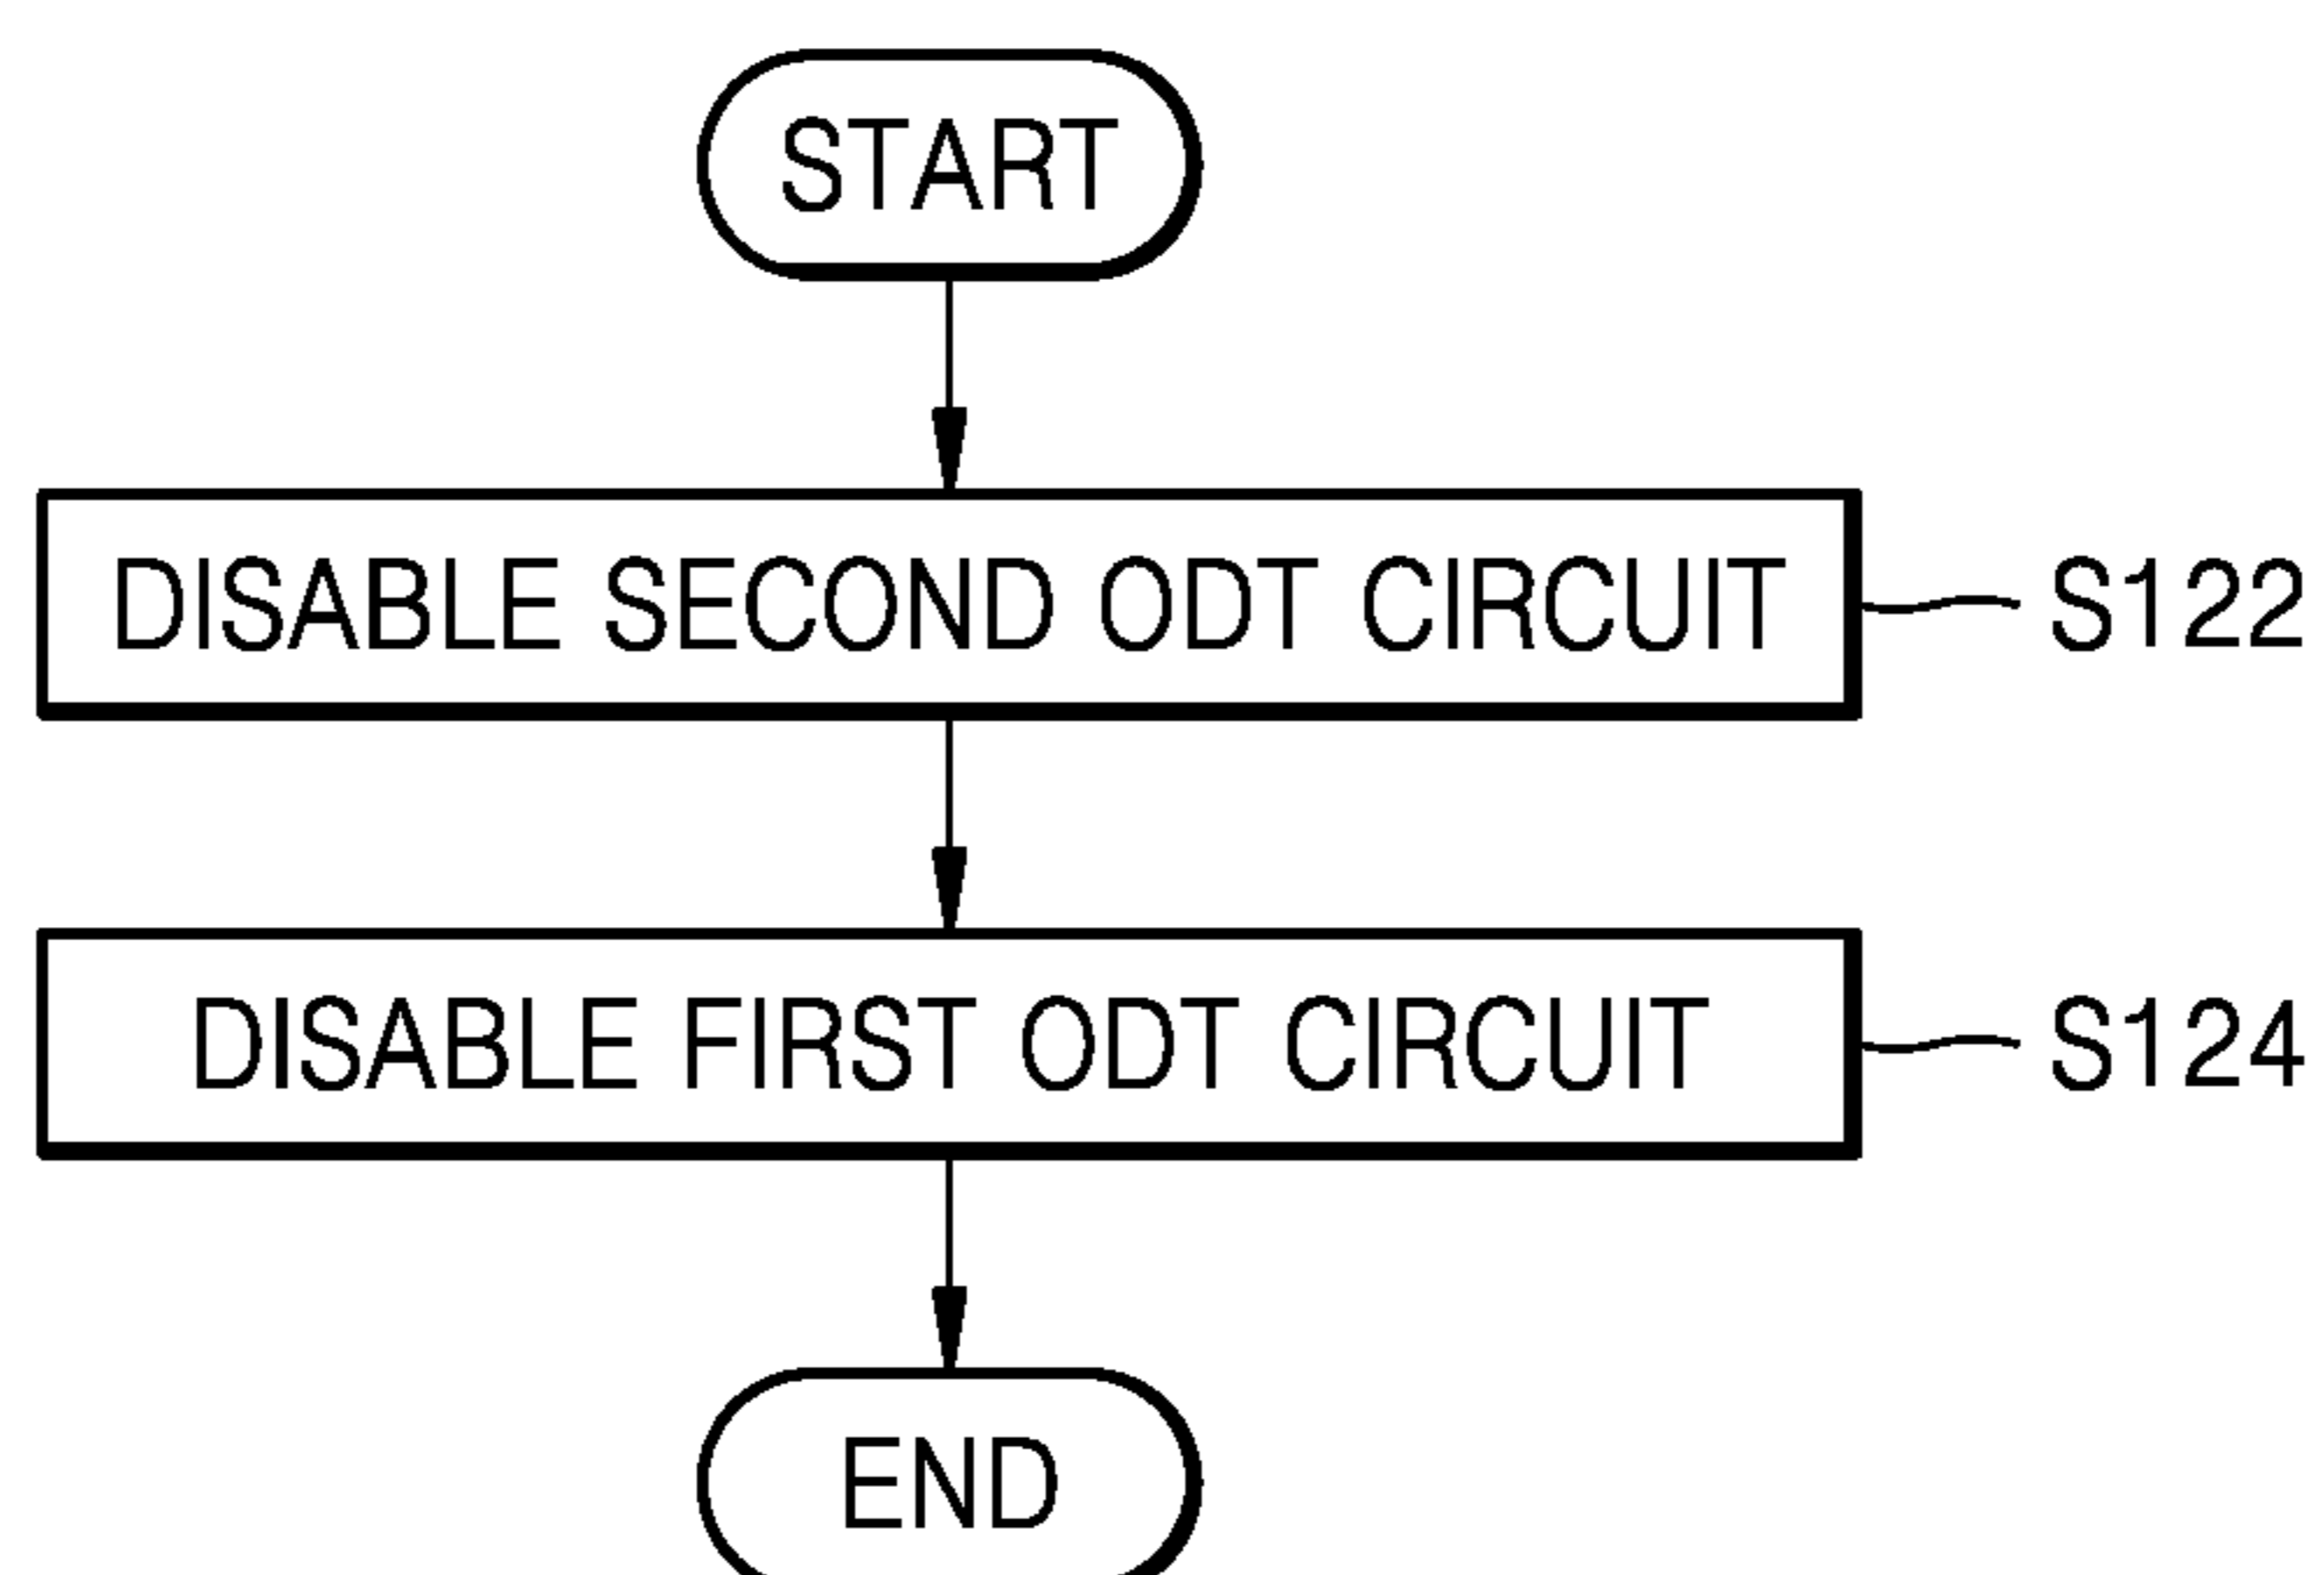 START
DISABLE SECOND ODT CIRCUIT
S122
DISABLE FIRST ODT CIRCUIT
S124
END